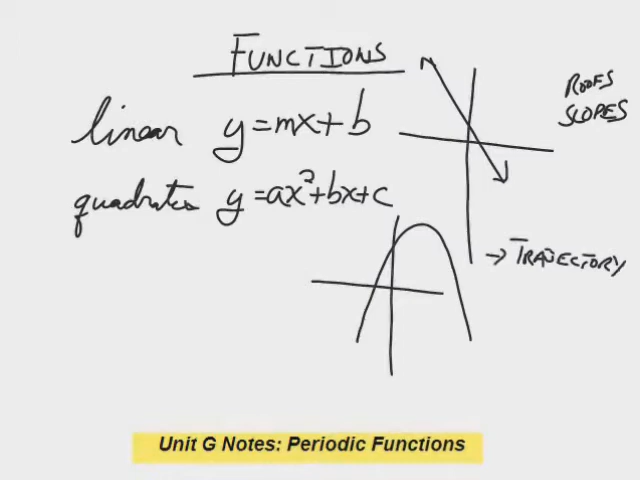 FUNCTIONS
linear y=mx+b
ROOFS
SLOPES
quadratic y=ax²+bx+c
→ TRAJECTORY
Unit G Notes: Periodic Functions